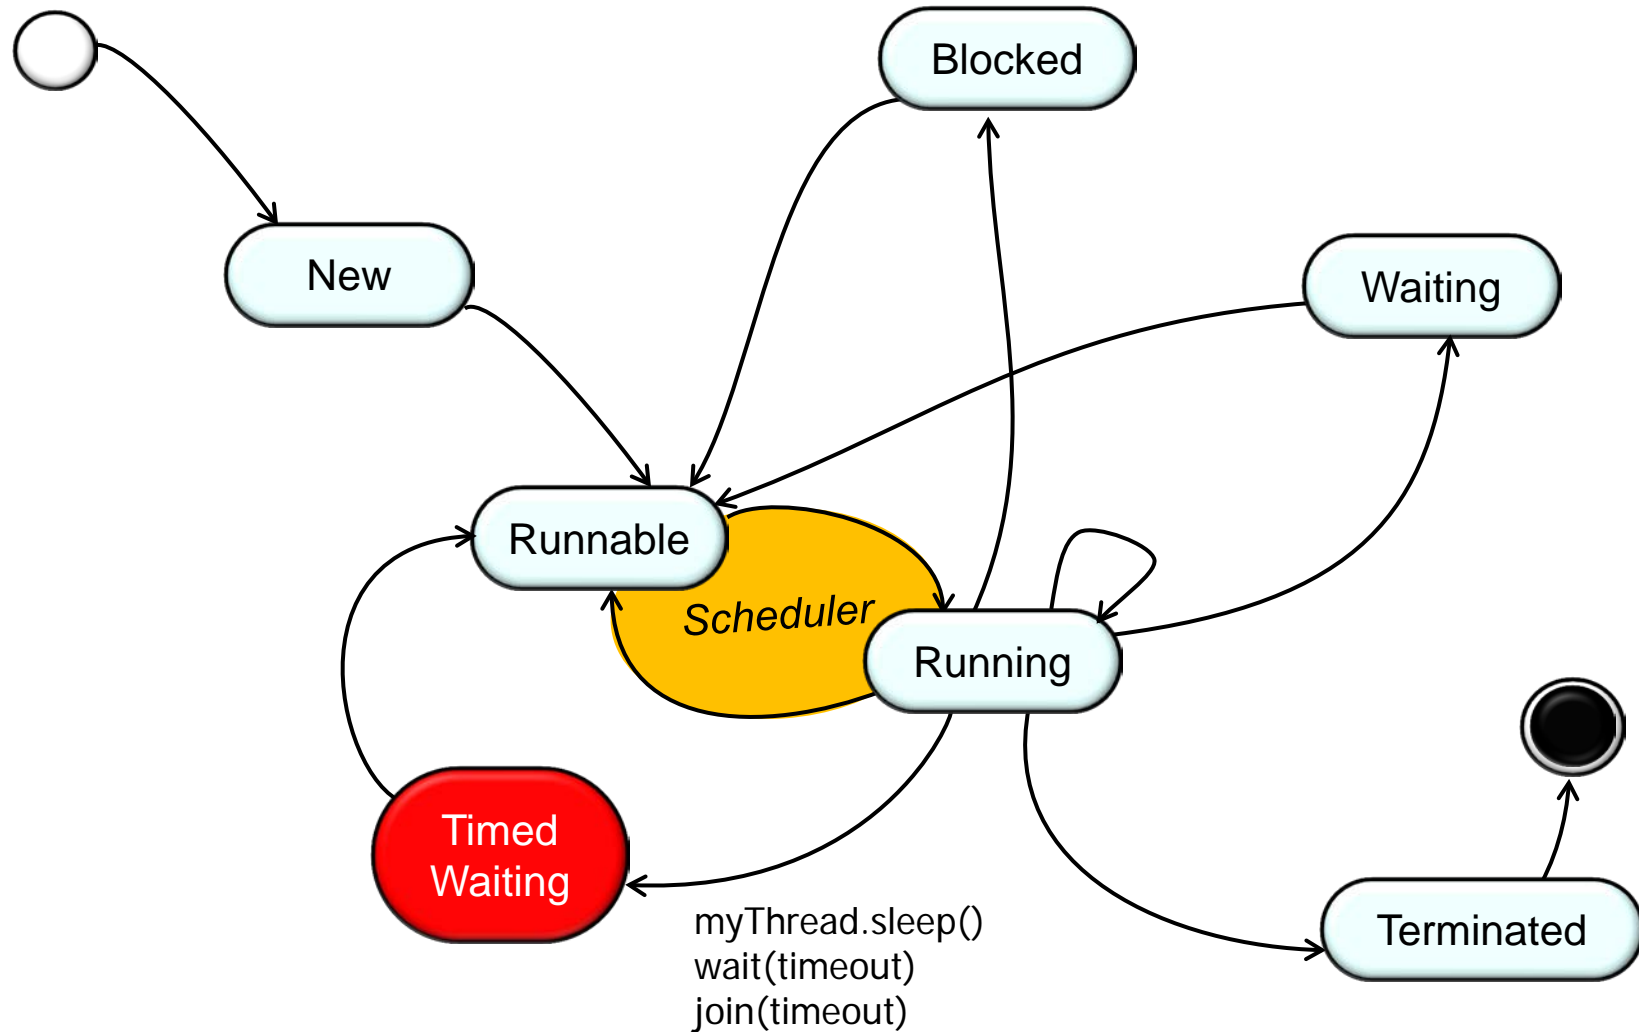 Blocked
New
Waiting
Runnable
Scheduler
Running
Timed
Waiting
myThread.sleep()
wait(timeout)
join(timeout)
Terminated